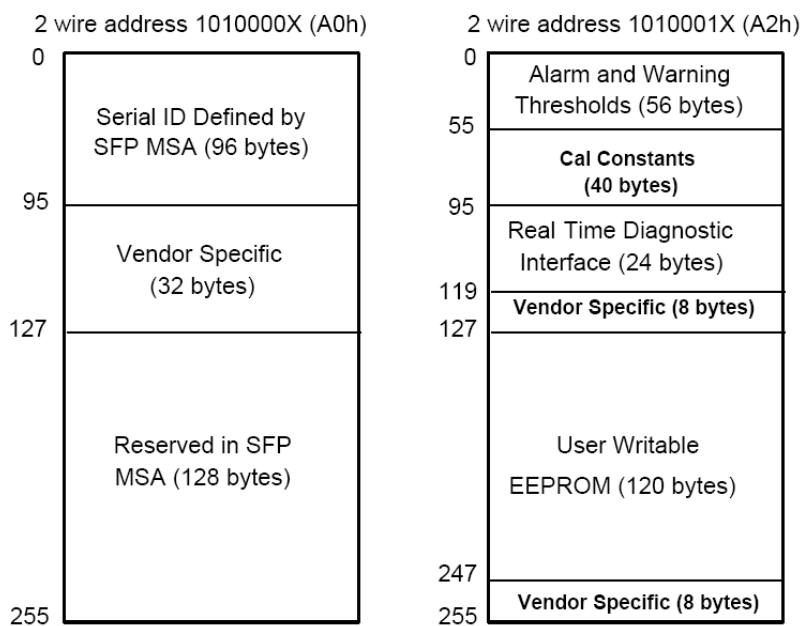 2 wire address 1010000X (A0h)
0
Serial ID Defined by
SFP MSA (96 bytes)
95
Vendor Specific
(32 bytes)
127
Reserved in SFP
MSA (128 bytes)
255
2 wire address 1010001X (A2h)
0
Alarm and Warning
Thresholds (56 bytes)
55
Cal Constants
(40 bytes)
95
Real Time Diagnostic
Interface (24 bytes)
119
Vendor Specific (8 bytes)
127
User Writable
EEPROM (120 bytes)
247
Vendor Specific (8 bytes)
255